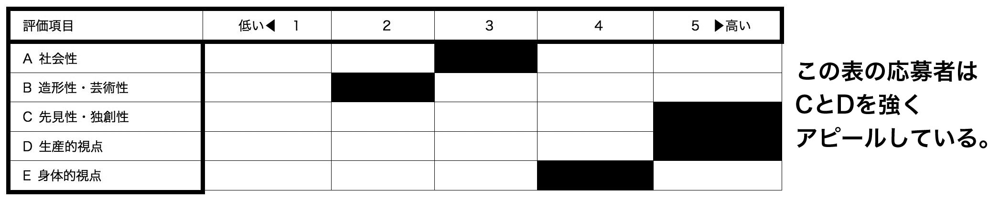 評価項目 低い◀ 1 2 3 4 5 ▶高い
A 社会性
B 造形性・芸術性
C 先見性・独創性
D 生産的視点
E 身体的視点
この表の応募者は
CとDを強く
アピールしている。